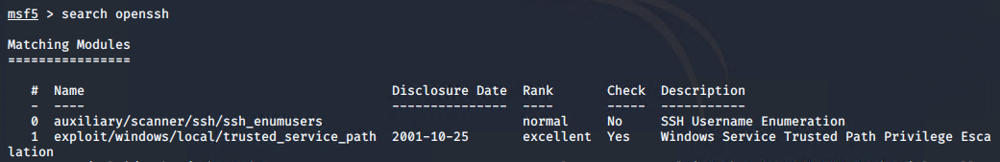 msf5 > search openssh
Matching Modules
================
# Name Disclosure Date Rank Check Description
- ---- --------------- ---- ----- -----------
0 auxiliary/scanner/ssh/ssh_enumusers normal No SSH Username Enumeration
1 exploit/windows/local/trusted_service_path 2001-10-25 excellent Yes Windows Service Trusted Path Privilege Esca
lation